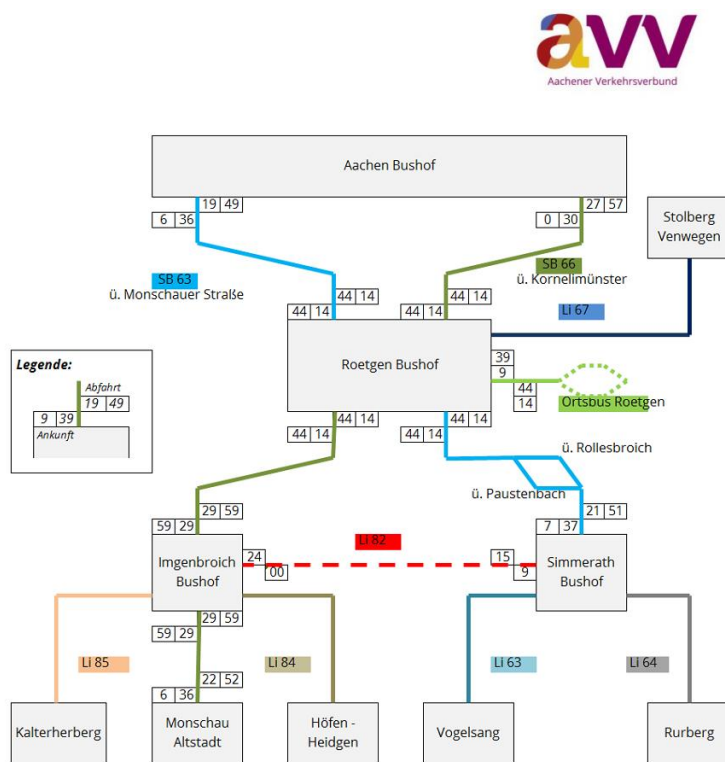 avv
Aachener Verkehrsverbund
Aachen Bushof
19 49
6 36
27 57
0 30
Stolberg
Venwegen
SB 63
ü. Monschauer Straße
SB 66
ü. Kornelimünster
Li 67
44 14
44 14
44 14
44 14
Roetgen Bushof
39
9
44
14
Ortsbus Roetgen
Legende:
Abfahrt
19 49
9 39
Ankunft
44 14
44 14
44 14
44 14
ü. Rollesbroich
ü. Paustenbach
29 59
59 29
21 51
7 37
Li 82
Imgenbroich
Bushof
24
00
15
9
Simmerath
Bushof
29 59
59 29
Li 85
Li 84
Li 63
Li 64
22 52
6 36
Kalterherberg
Monschau
Altstadt
Höfen -
Heidgen
Vogelsang
Rurberg